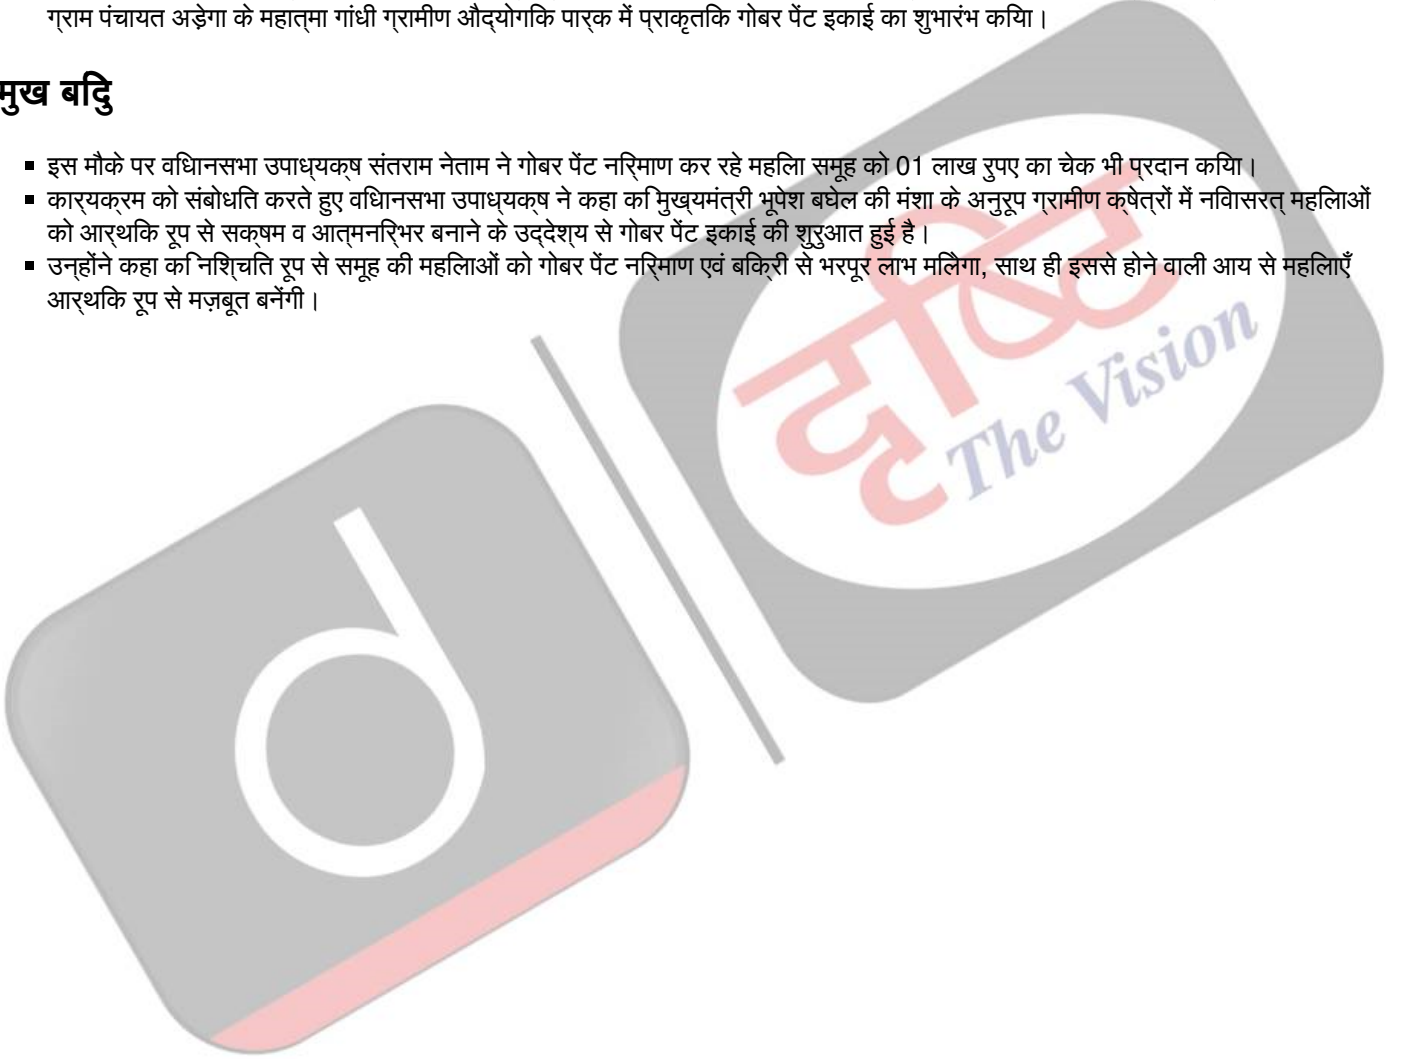 ग्राम पंचायत अड़ेगा के महात्मा गांधी ग्रामीण औद्योगिक पार्क में प्राकृतिक गोबर पेंट इकाई का शुभारंभ किया।
मुख बिंदु
▪ इस मौके पर विधानसभा उपाध्यक्ष संतराम नेताम ने गोबर पेंट निर्माण कर रहे महिला समूह को 01 लाख रुपए का चेक भी प्रदान किया।
▪ कार्यक्रम को संबोधित करते हुए विधानसभा उपाध्यक्ष ने कहा कि मुख्यमंत्री भूपेश बघेल की मंशा के अनुरूप ग्रामीण क्षेत्रों में निवासरत् महिलाओं
को आर्थिक रूप से सक्षम व आत्मनिर्भर बनाने के उद्देश्य से गोबर पेंट इकाई की शुरुआत हुई है।
▪ उन्होंने कहा कि निश्चित रूप से समूह की महिलाओं को गोबर पेंट निर्माण एवं बिक्री से भरपूर लाभ मिलेगा, साथ ही इससे होने वाली आय से महिलाएँ
आर्थिक रूप से मज़बूत बनेंगी।
दृष्टि
The Vision
d